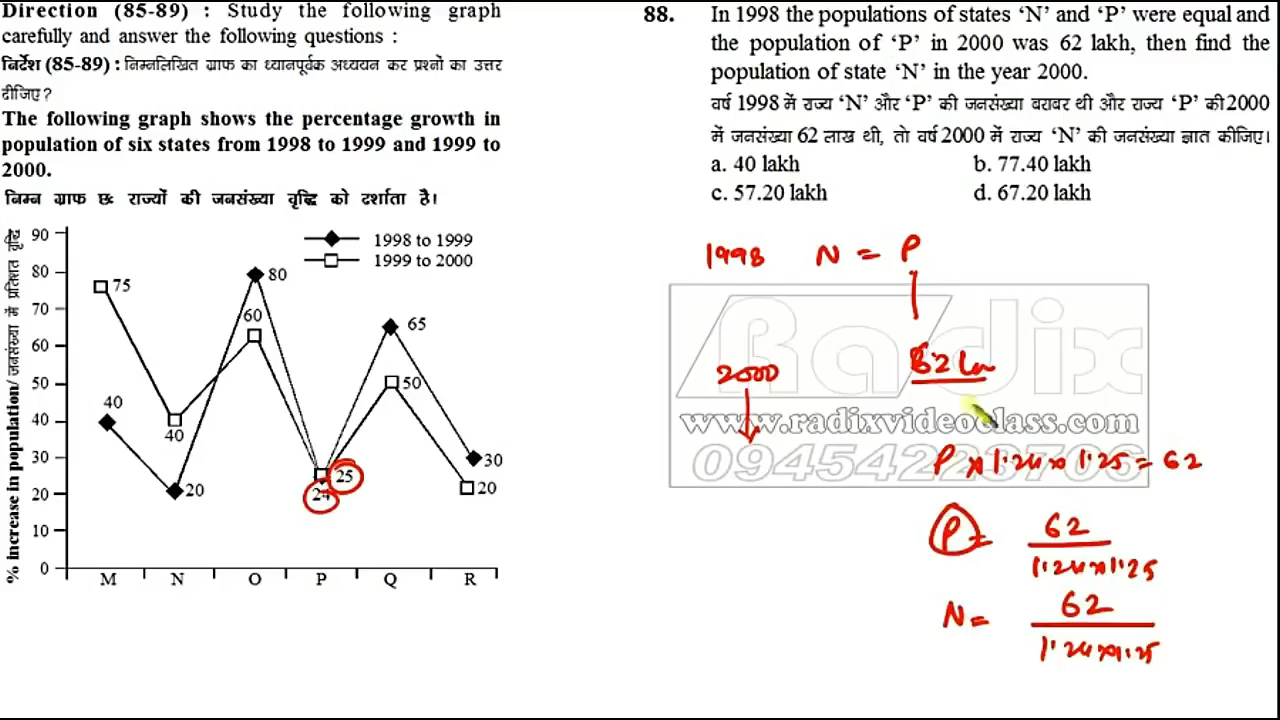 Direction (85-89) : Study the following graph
carefully and answer the following questions :
निर्देश (85-89) : निम्नलिखित ग्राफ का ध्यानपूर्वक अध्ययन कर प्रश्नों का उत्तर
दीजिए?
The following graph shows the percentage growth in
population of six states from 1998 to 1999 and 1999 to
2000.
निम्न ग्राफ छः राज्यों की जनसंख्या वृद्धि को दर्शाता है।
% increase in population/ जनसंख्या में प्रतिशत वृद्धि
90
80
70
60
50
40
30
20
10
0
1998 to 1999
1999 to 2000
75
40
40
20
80
60
25
24
65
50
30
20
M N O P Q R
88. In 1998 the populations of states ‘N’ and ‘P’ were equal and
the population of ‘P’ in 2000 was 62 lakh, then find the
population of state ‘N’ in the year 2000.
वर्ष 1998 में राज्य ‘N’ और ‘P’ की जनसंख्या बराबर थी और राज्य ‘P’ की 2000
में जनसंख्या 62 लाख थी, तो वर्ष 2000 में राज्य ‘N’ की जनसंख्या ज्ञात कीजिए।
a. 40 lakh b. 77.40 lakh
c. 57.20 lakh d. 67.20 lakh
1998 N = P
Radix
2000 62
www.radixvideoclass.com
P x 1.24 x 1.25 = 62
P = 62
1.24 x 1.25
N = 62
1.24 x 1.25